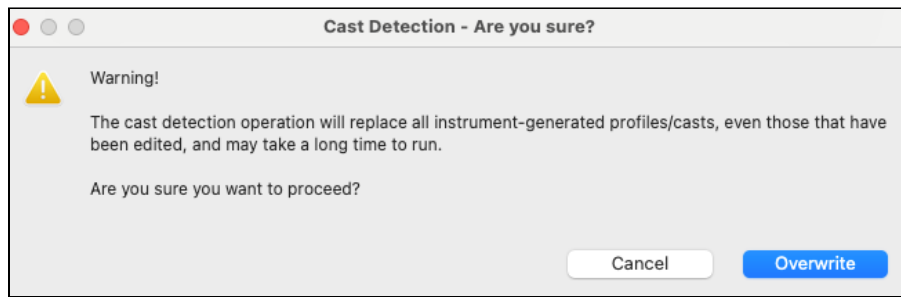 Cast Detection - Are you sure?
Warning!
The cast detection operation will replace all instrument-generated profiles/casts, even those that have
been edited, and may take a long time to run.
Are you sure you want to proceed?
Cancel Overwrite